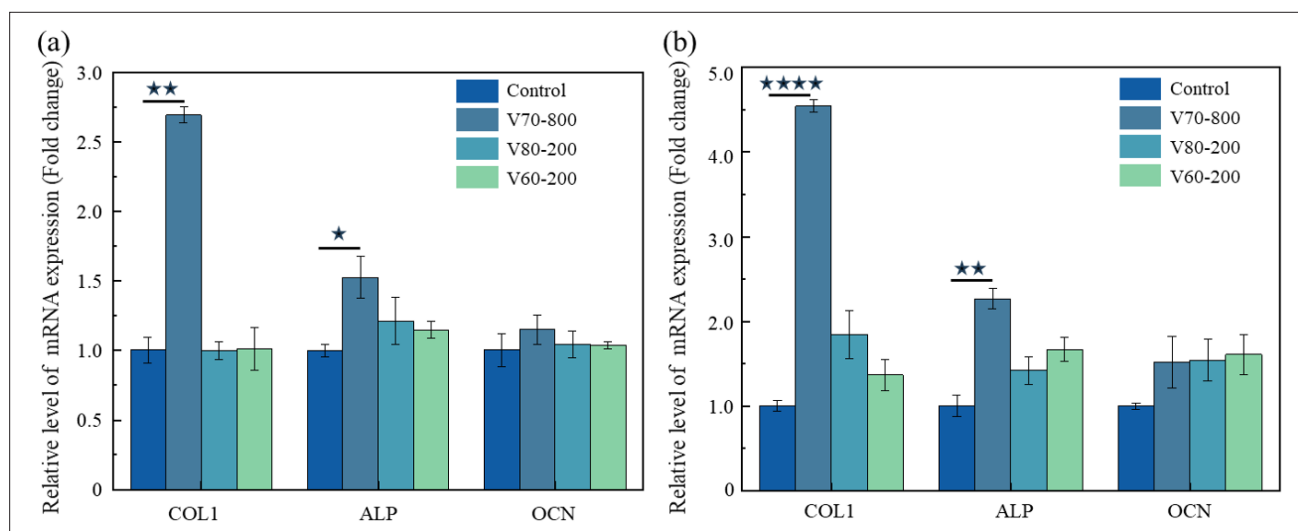 (a)
Relative level of mRNA expression (Fold change)
3.0
2.5
2.0
1.5
1.0
0.5
0
★★
★
Control
V70-800
V80-200
V60-200
COL1
ALP
OCN
(b)
Relative level of mRNA expression (Fold change)
5.0
4.0
3.0
2.0
1.0
0
★★★★
★★
Control
V70-800
V80-200
V60-200
COL1
ALP
OCN